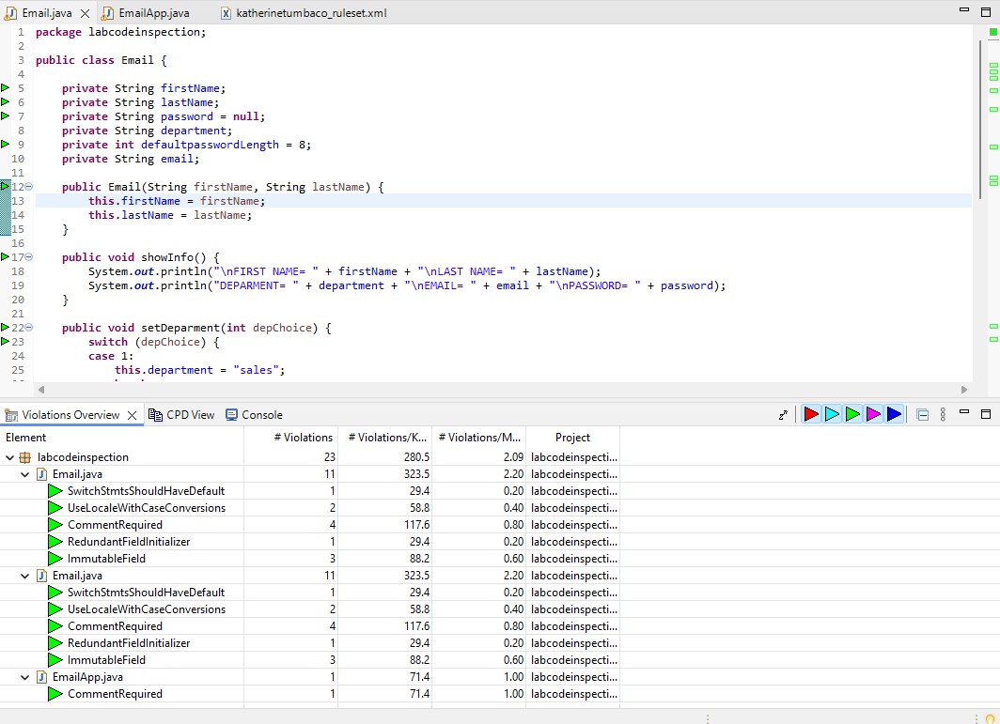 Email.java EmailApp.java katherinetumbaco_ruleset.xml
1 package labcodeinspection;
2
3 public class Email {
4
5 private String firstName;
6 private String lastName;
7 private String password = null;
8 private String department;
9 private int defaultpasswordLength = 8;
10 private String email;
11
12 public Email(String firstName, String lastName) {
13 this.firstName = firstName;
14 this.lastName = lastName;
15 }
16
17 public void showInfo() {
18 System.out.println("\nFIRST NAME= " + firstName + "\nLAST NAME= " + lastName);
19 System.out.println("DEPARMENT= " + department + "\nEMAIL= " + email + "\nPASSWORD= " + password);
20 }
21
22 public void setDeparment(int depChoice) {
23 switch (depChoice) {
24 case 1:
25 this.department = "sales";
Violations Overview CPD View Console
Element # Violations # Violations/K... # Violations/M... Project
labcodeinspection 23 280.5 2.09 labcodeinspecti...
Email.java 11 323.5 2.20 labcodeinspecti...
SwitchStmtsShouldHaveDefault 1 29.4 0.20 labcodeinspecti...
UseLocaleWithCaseConversions 2 58.8 0.40 labcodeinspecti...
CommentRequired 4 117.6 0.80 labcodeinspecti...
RedundantFieldInitializer 1 29.4 0.20 labcodeinspecti...
ImmutableField 3 88.2 0.60 labcodeinspecti...
Email.java 11 323.5 2.20 labcodeinspecti...
SwitchStmtsShouldHaveDefault 1 29.4 0.20 labcodeinspecti...
UseLocaleWithCaseConversions 2 58.8 0.40 labcodeinspecti...
CommentRequired 4 117.6 0.80 labcodeinspecti...
RedundantFieldInitializer 1 29.4 0.20 labcodeinspecti...
ImmutableField 3 88.2 0.60 labcodeinspecti...
EmailApp.java 1 71.4 1.00 labcodeinspecti...
CommentRequired 1 71.4 1.00 labcodeinspecti...